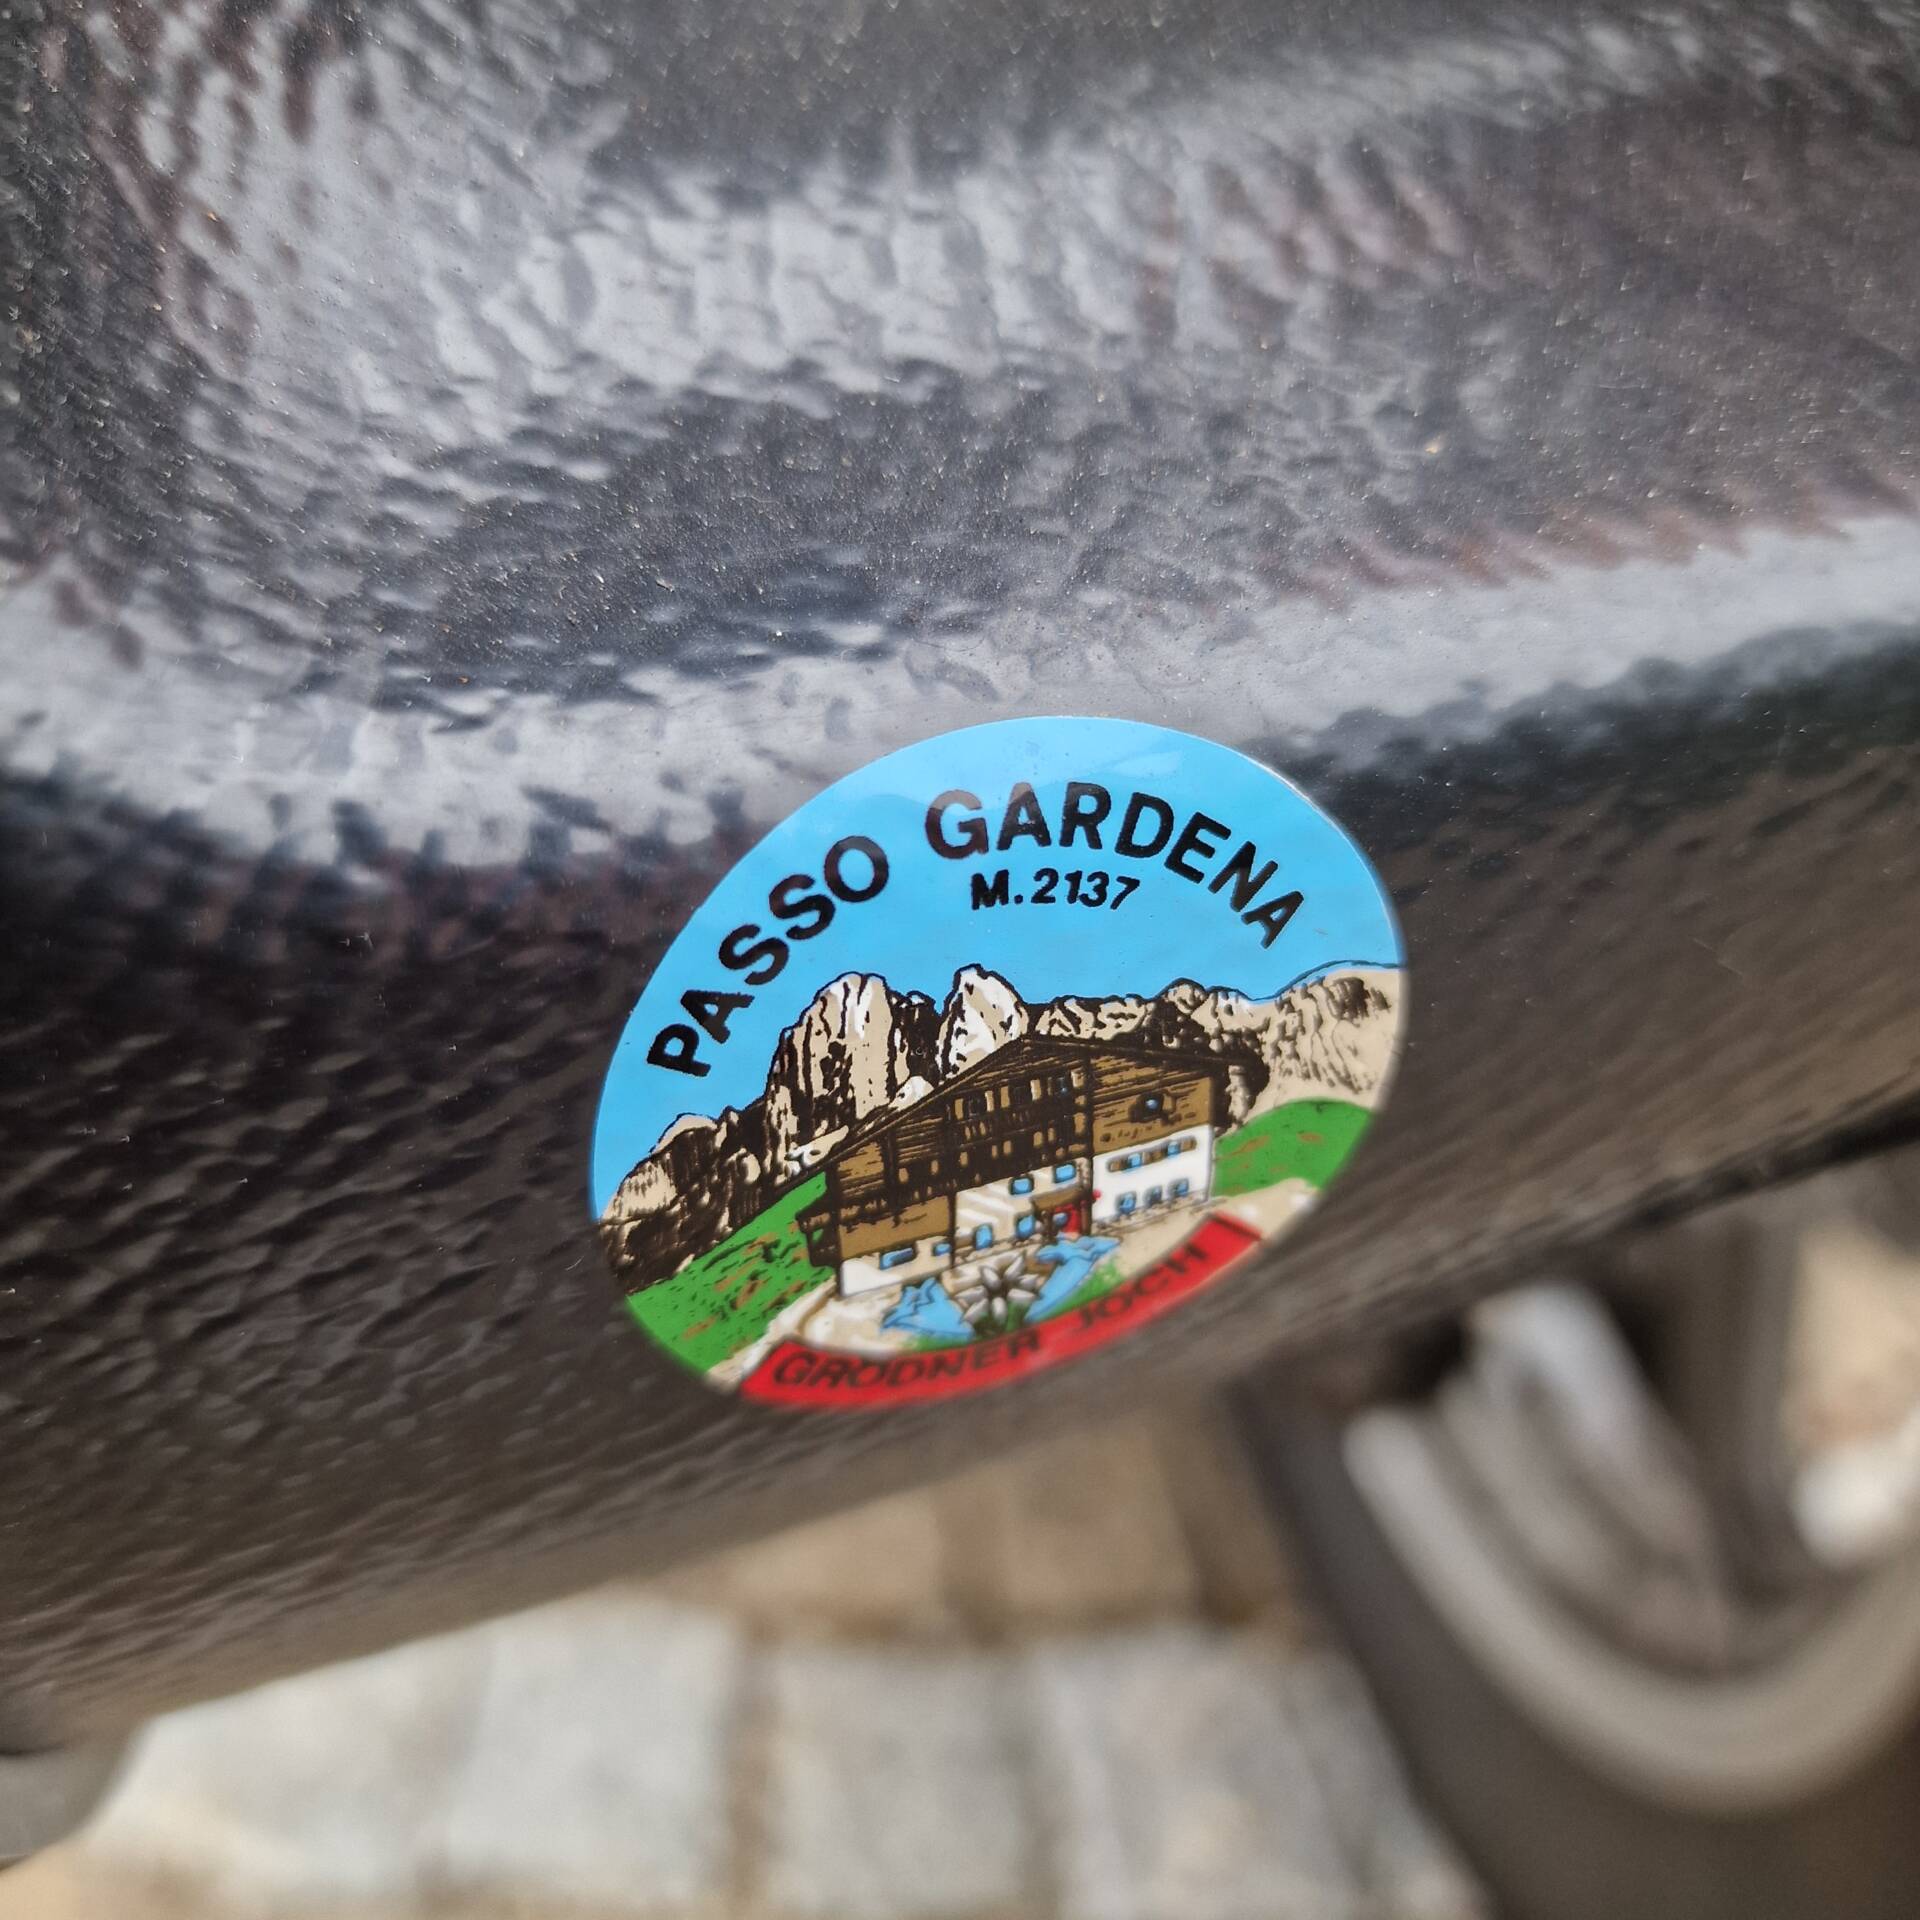 PASSO GARDENA
M.2137
GRÖDNER JOCH